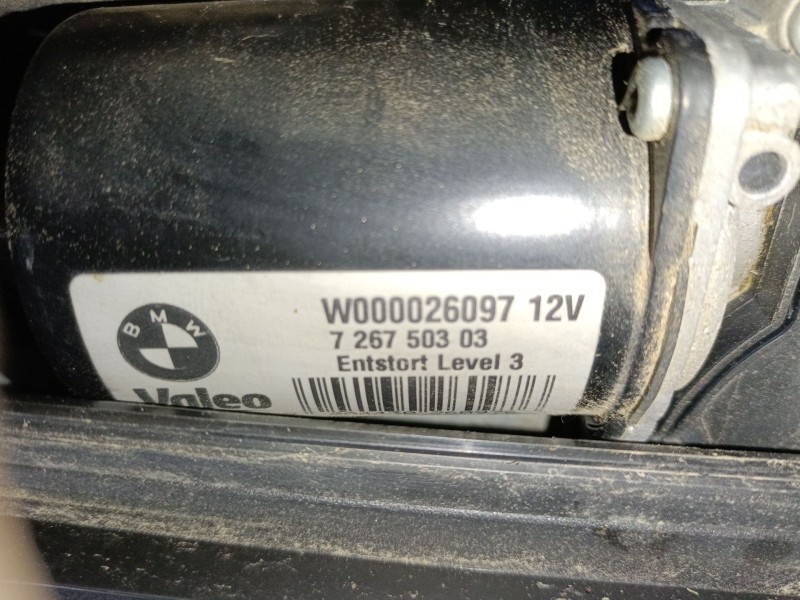 BMW
W000026097 12V
7 267 503 03
Entstort Level 3
Valeo